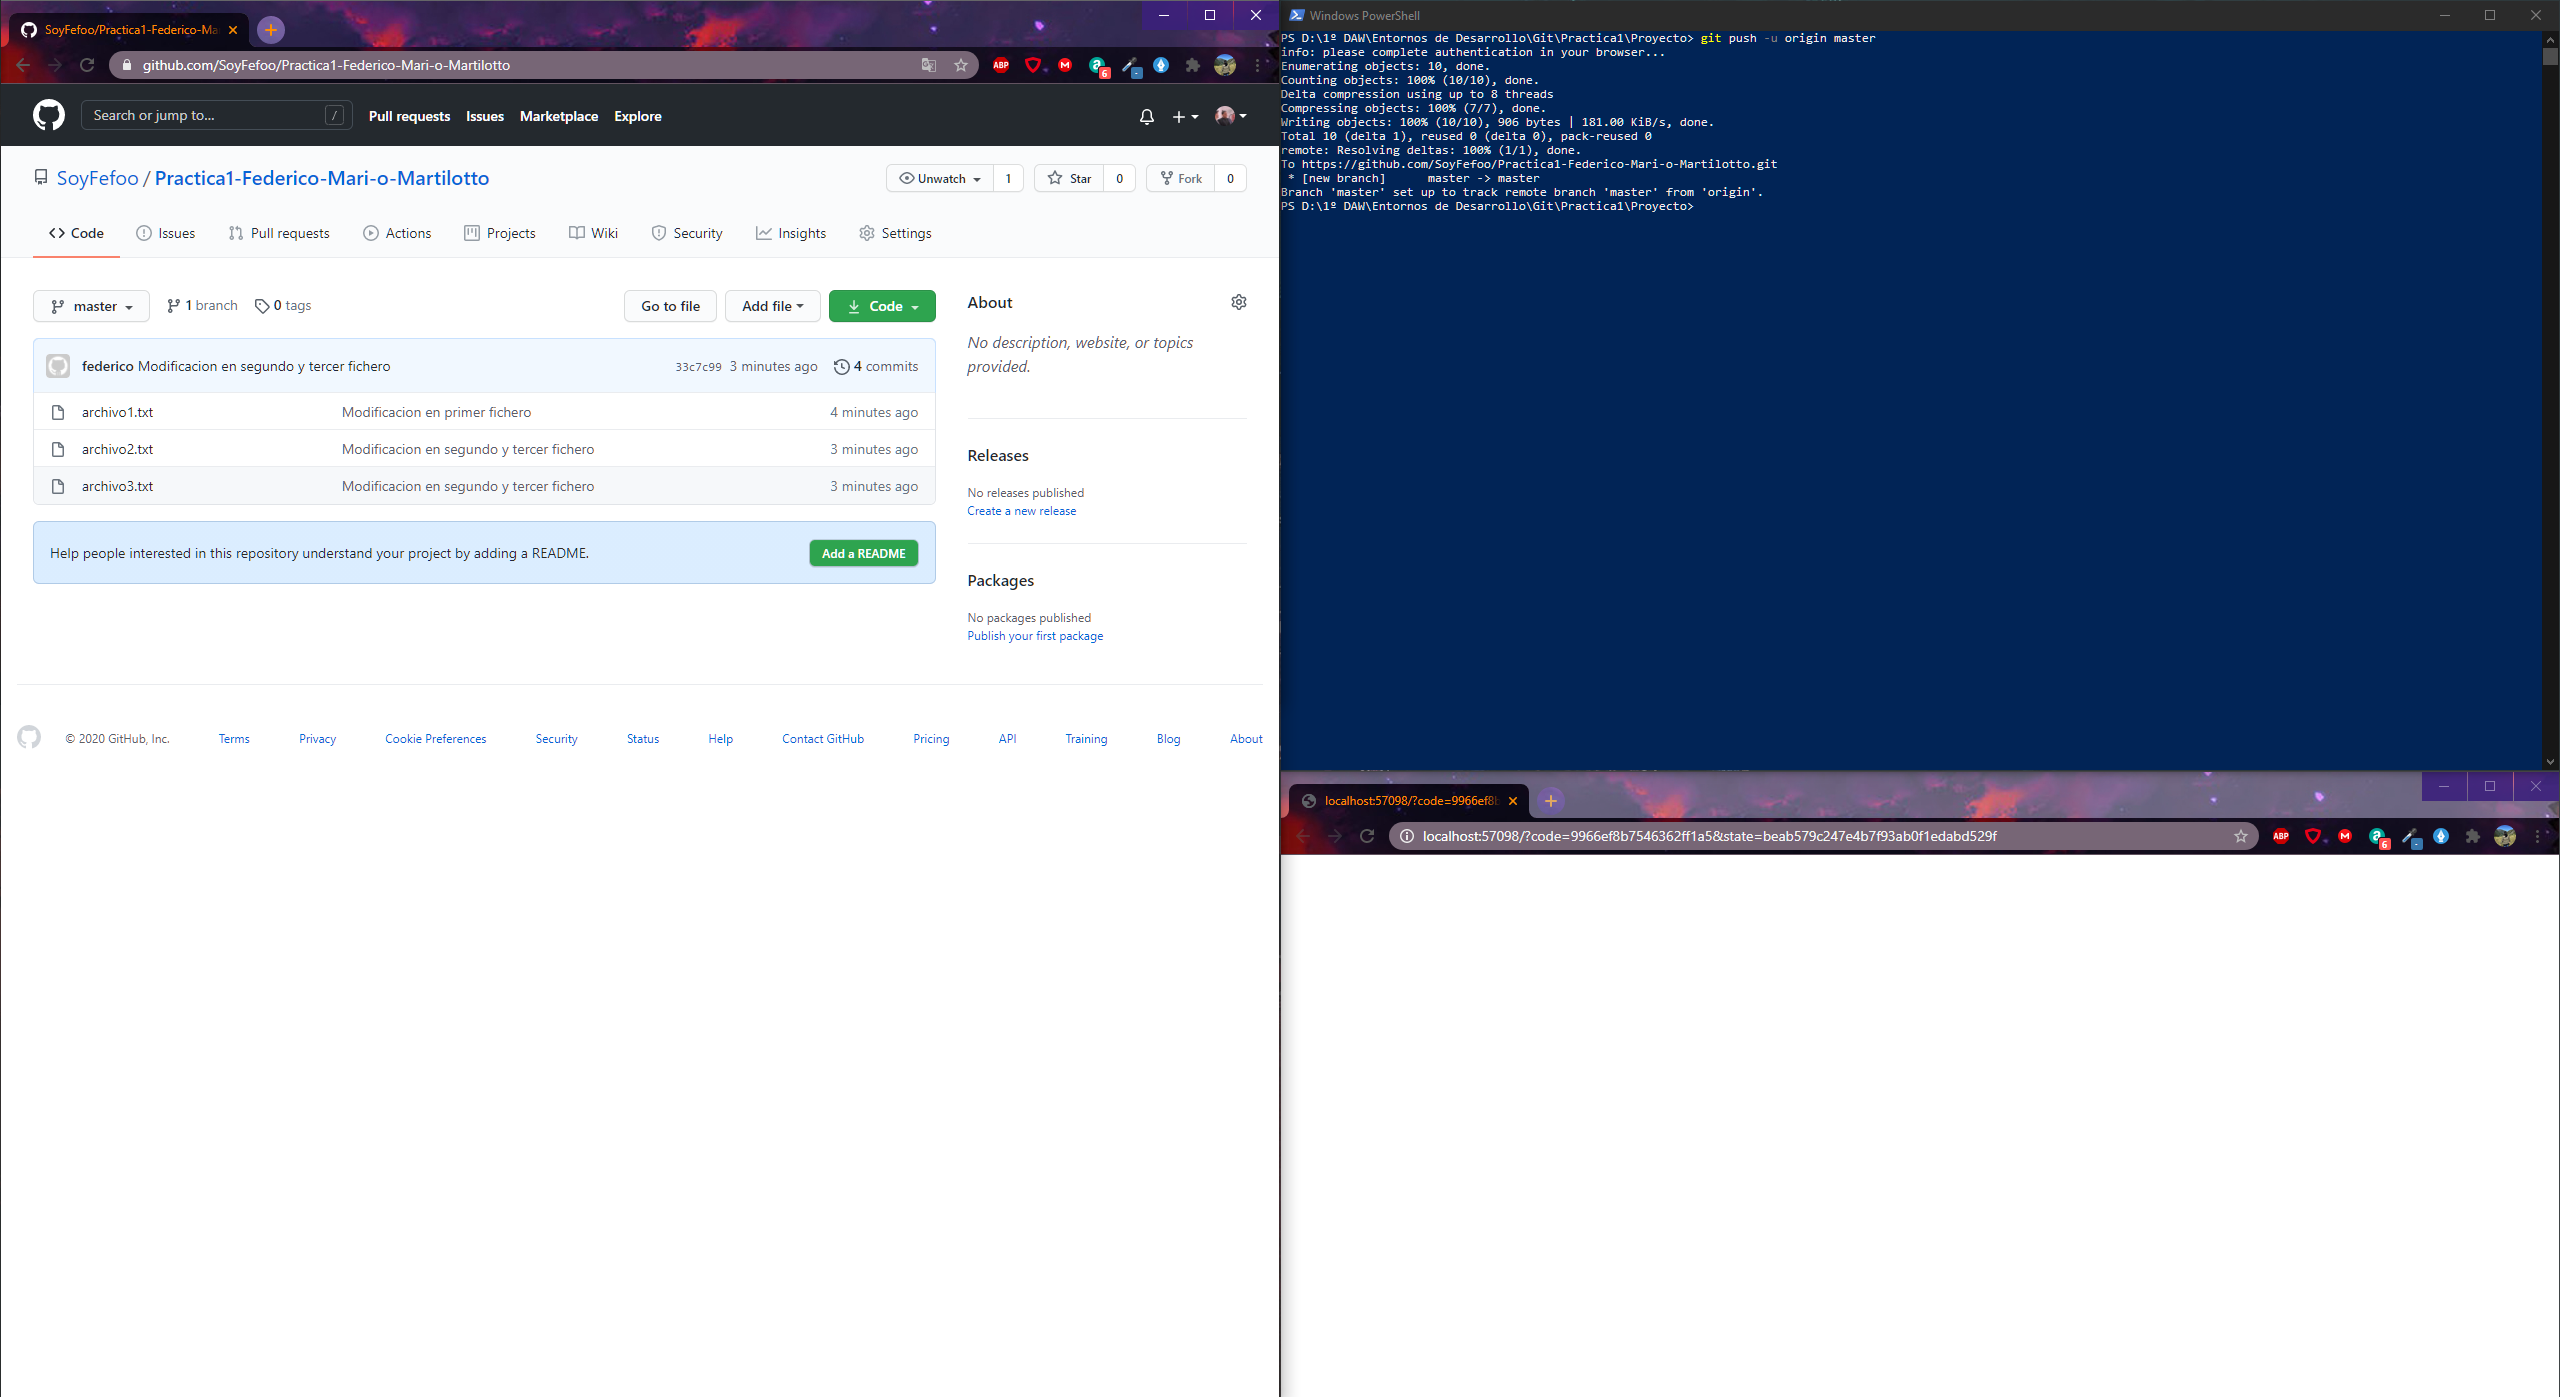 SoyFefoo/Practica1-Federico-Ma
github.com/SoyFefoo/Practica1-Federico-Mari-o-Martilotto
ABP
6
Search or jump to... /
Pull requests Issues Marketplace Explore
SoyFefoo / Practica1-Federico-Mari-o-Martilotto
Unwatch 1 Star 0 Fork 0
Code Issues Pull requests Actions Projects Wiki Security Insights Settings
master 1 branch 0 tags Go to file Add file Code
federico Modificacion en segundo y tercer fichero 33c7c99 3 minutes ago 4 commits
archivo1.txt Modificacion en primer fichero 4 minutes ago
archivo2.txt Modificacion en segundo y tercer fichero 3 minutes ago
archivo3.txt Modificacion en segundo y tercer fichero 3 minutes ago
Help people interested in this repository understand your project by adding a README. Add a README
About
No description, website, or topics
provided.
Releases
No releases published
Create a new release
Packages
No packages published
Publish your first package
© 2020 GitHub, Inc. Terms Privacy Cookie Preferences Security Status Help Contact GitHub Pricing API Training Blog About
Windows PowerShell
PS D:\1º DAW\Entornos de Desarrollo\Git\Practica1\Proyecto> git push -u origin master
info: please complete authentication in your browser...
Enumerating objects: 10, done.
Counting objects: 100% (10/10), done.
Delta compression using up to 8 threads
Compressing objects: 100% (7/7), done.
Writing objects: 100% (10/10), 906 bytes | 181.00 KiB/s, done.
Total 10 (delta 1), reused 0 (delta 0), pack-reused 0
remote: Resolving deltas: 100% (1/1), done.
To https://github.com/SoyFefoo/Practica1-Federico-Mari-o-Martilotto.git
* [new branch] master -> master
Branch 'master' set up to track remote branch 'master' from 'origin'.
PS D:\1º DAW\Entornos de Desarrollo\Git\Practica1\Proyecto>
localhost:57098/?code=9966ef8b
localhost:57098/?code=9966ef8b7546362ff1a5&state=beab579c247e4b7f93ab0f1edabd529f
ABP
6